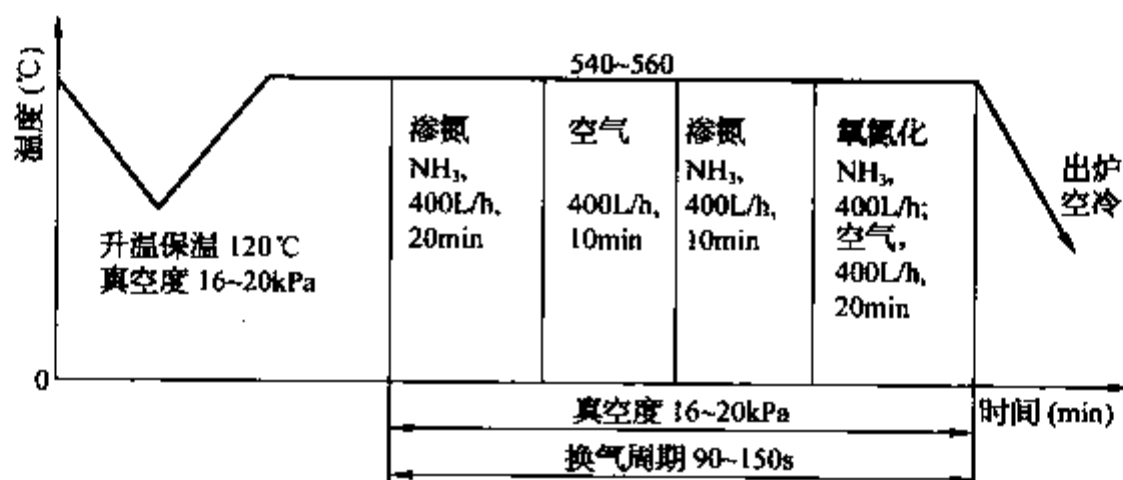 温度 (℃)
540~560
渗氮
NH₃,
400L/h,
20min
空气
400L/h,
10min
渗氮
NH₃,
400L/h,
10min
氧氮化
NH₃,
400L/h;
空气,
400L/h,
20min
出炉
空冷
升温保温 120℃
真空度 16~20kPa
0
真空度 16~20kPa
时间 (min)
换气周期 90~150s